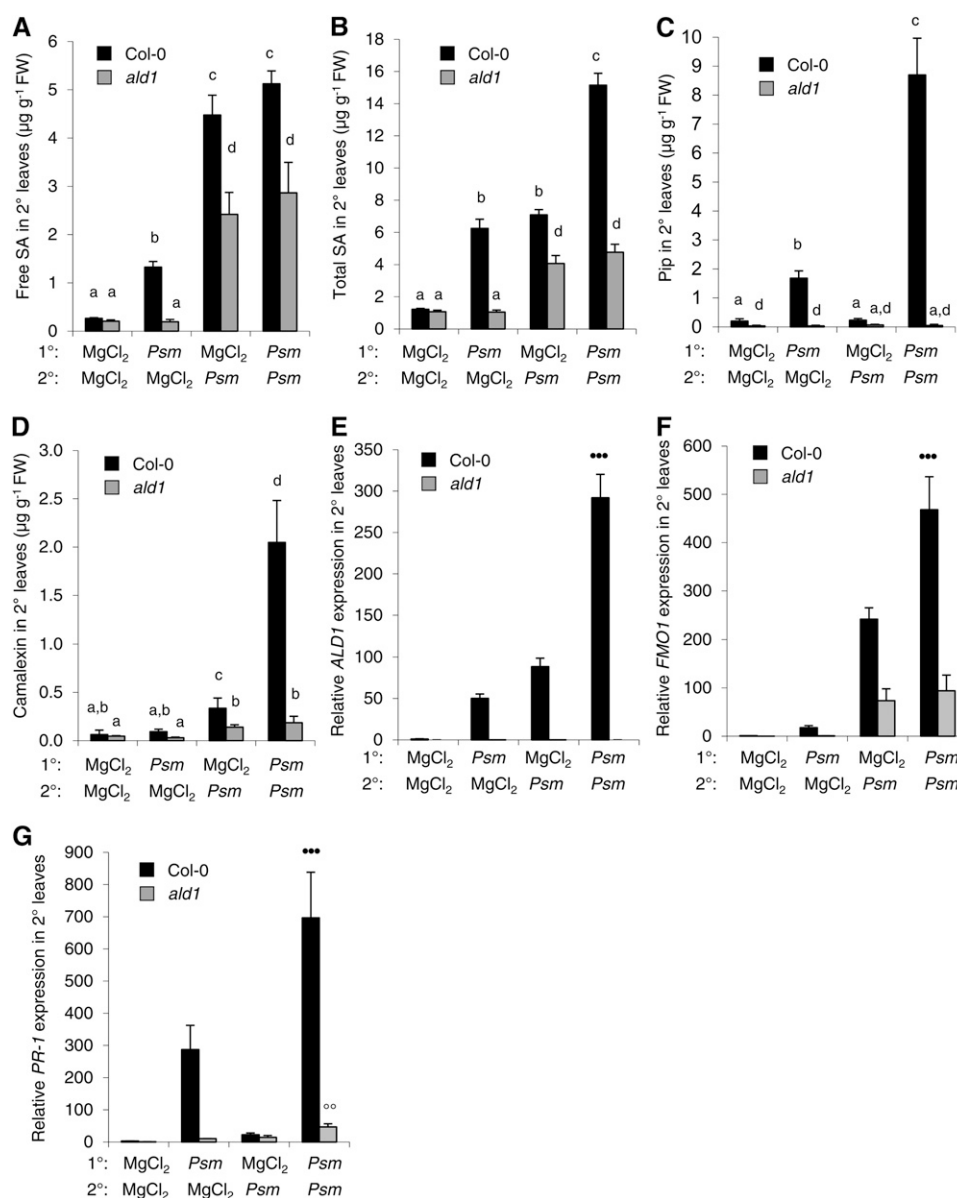 A
Free SA in 2° leaves (µg g⁻¹ FW)
6
5
4
3
2
1
0
Col-0
ald1
a a b a c d c d
1°: MgCl₂ Psm MgCl₂ Psm
2°: MgCl₂ MgCl₂ Psm Psm
B
Total SA in 2° leaves (µg g⁻¹ FW)
18
16
14
12
10
8
6
4
2
0
Col-0
ald1
a a b a b d c d
1°: MgCl₂ Psm MgCl₂ Psm
2°: MgCl₂ MgCl₂ Psm Psm
C
Pip in 2° leaves (µg g⁻¹ FW)
10
9
8
7
6
5
4
3
2
1
0
Col-0
ald1
a d b d a a,d c a,d
1°: MgCl₂ Psm MgCl₂ Psm
2°: MgCl₂ MgCl₂ Psm Psm
D
Camalexin in 2° leaves (µg g⁻¹ FW)
3.0
2.5
2.0
1.5
1.0
0.5
0.0
Col-0
ald1
a,b a a,b a c b d b
1°: MgCl₂ Psm MgCl₂ Psm
2°: MgCl₂ MgCl₂ Psm Psm
E
Relative ALD1 expression in 2° leaves
350
300
250
200
150
100
50
0
Col-0
ald1
•••
1°: MgCl₂ Psm MgCl₂ Psm
2°: MgCl₂ MgCl₂ Psm Psm
F
Relative FMO1 expression in 2° leaves
600
500
400
300
200
100
0
Col-0
ald1
•••
1°: MgCl₂ Psm MgCl₂ Psm
2°: MgCl₂ MgCl₂ Psm Psm
G
Relative PR-1 expression in 2° leaves
900
800
700
600
500
400
300
200
100
0
Col-0
ald1
•••
°°
1°: MgCl₂ Psm MgCl₂ Psm
2°: MgCl₂ MgCl₂ Psm Psm